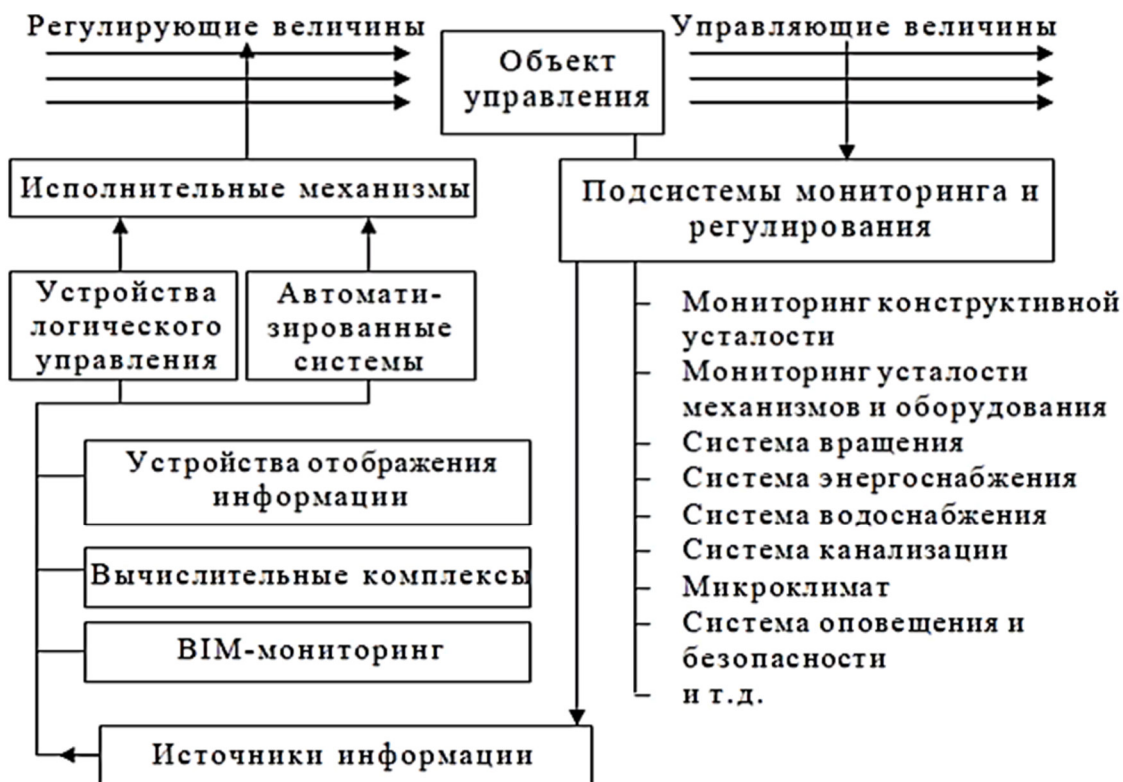 Регулирующие величины
Объект
управления
Управляющие величины
Исполнительные механизмы
Подсистемы мониторинга и
регулирования
Устройства
логического
управления
Автомати-
зированные
системы
Мониторинг конструктивной
усталости
Мониторинг усталости
механизмов и оборудования
Система вращения
Система энергоснабжения
Система водоснабжения
Система канализации
Микроклимат
Система оповещения и
безопасности
и т.д.
Устройства отображения
информации
Вычислительные комплексы
BIM-мониторинг
Источники информации